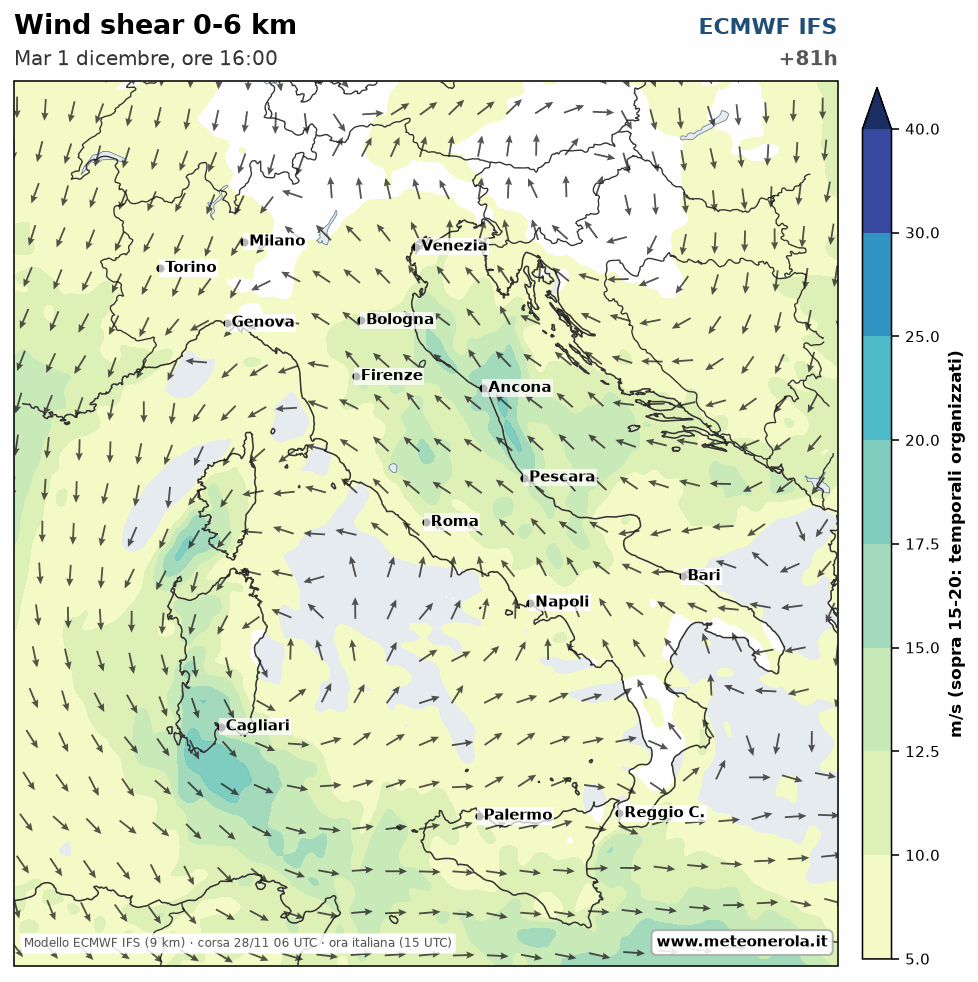 Wind shear 0-6 km
ECMWF IFS
Mar 1 dicembre, ore 16:00
+81h
Milano
Venezia
Torino
Genova
Bologna
Firenze
Ancona
Pescara
Roma
Bari
Napoli
Cagliari
Palermo
Reggio C.
40.0
30.0
25.0
20.0
17.5
15.0
12.5
10.0
5.0
m/s (sopra 15-20: temporali organizzati)
Modello ECMWF IFS (9 km) · corsa 28/11 06 UTC · ora italiana (15 UTC)
www.meteonerola.it